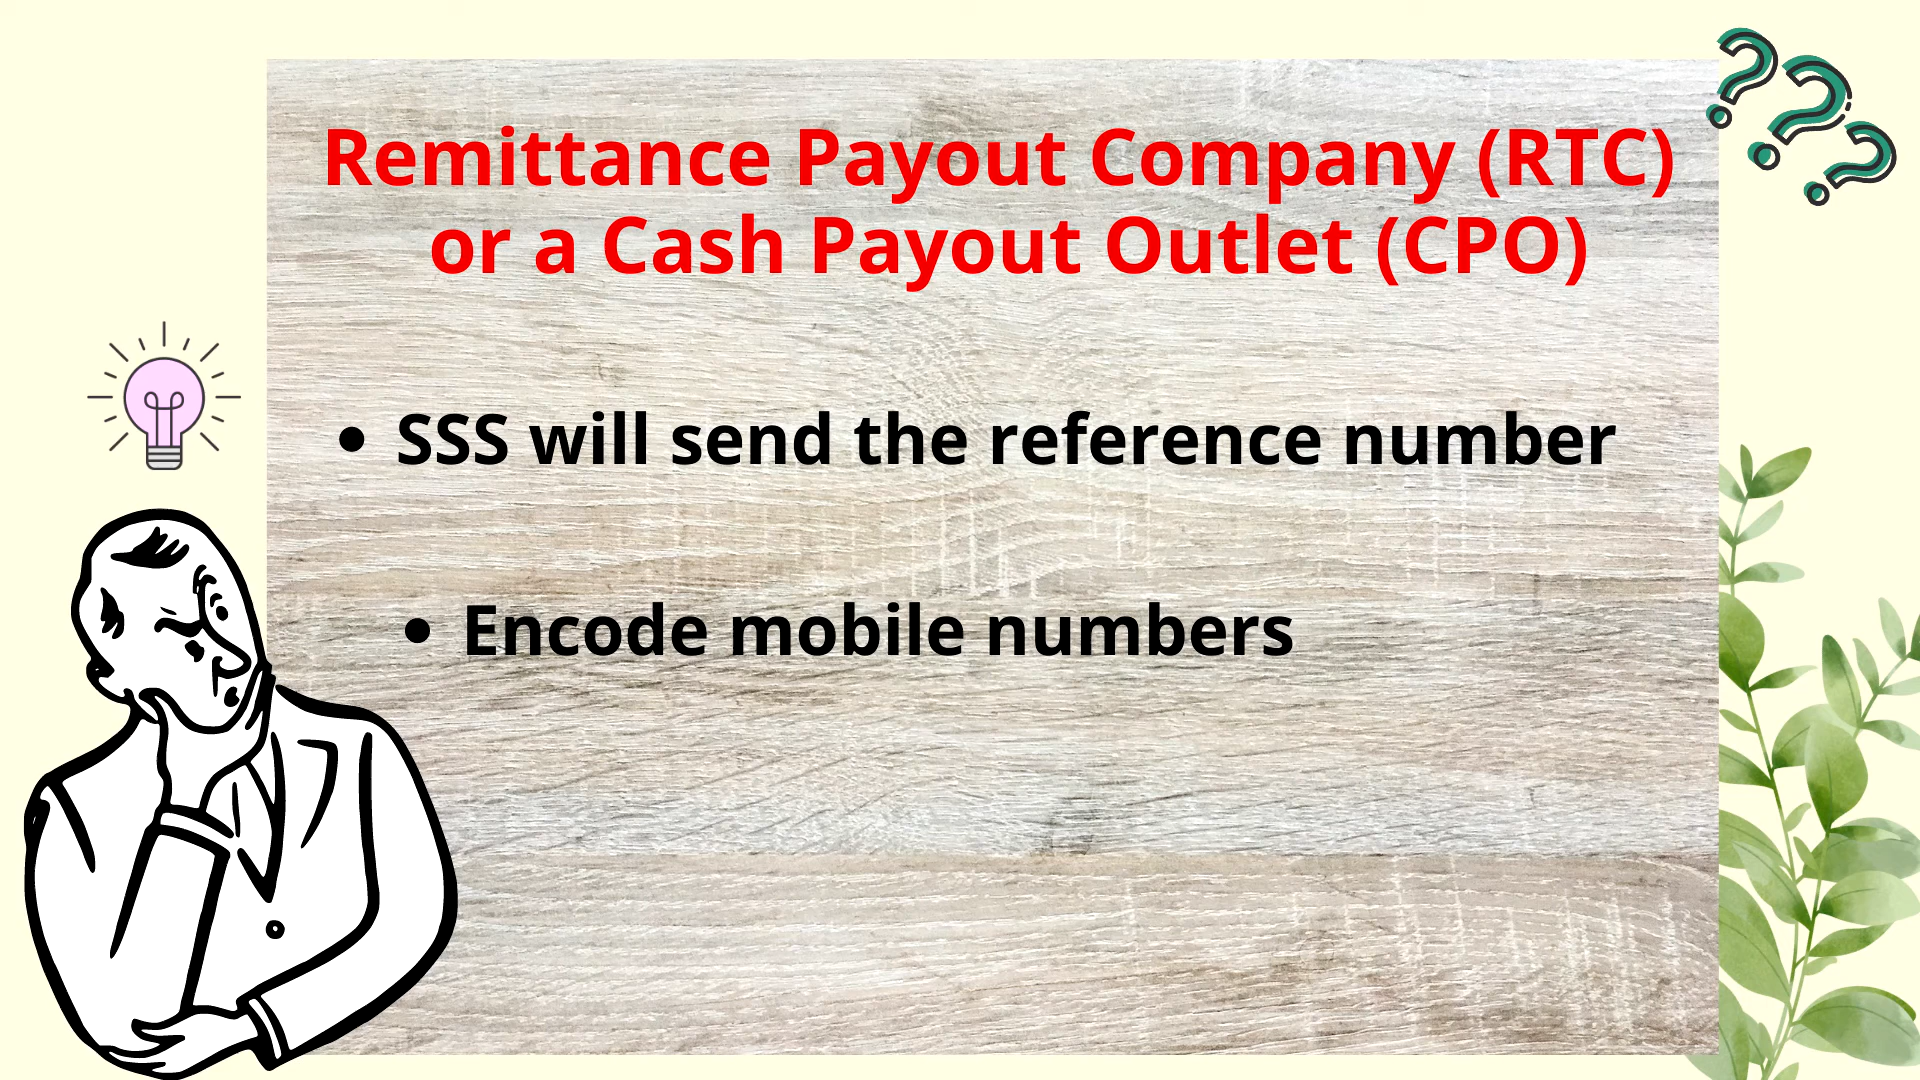 Remittance Payout Company (RTC)
or a Cash Payout Outlet (CPO)
• SSS will send the reference number
• Encode mobile numbers